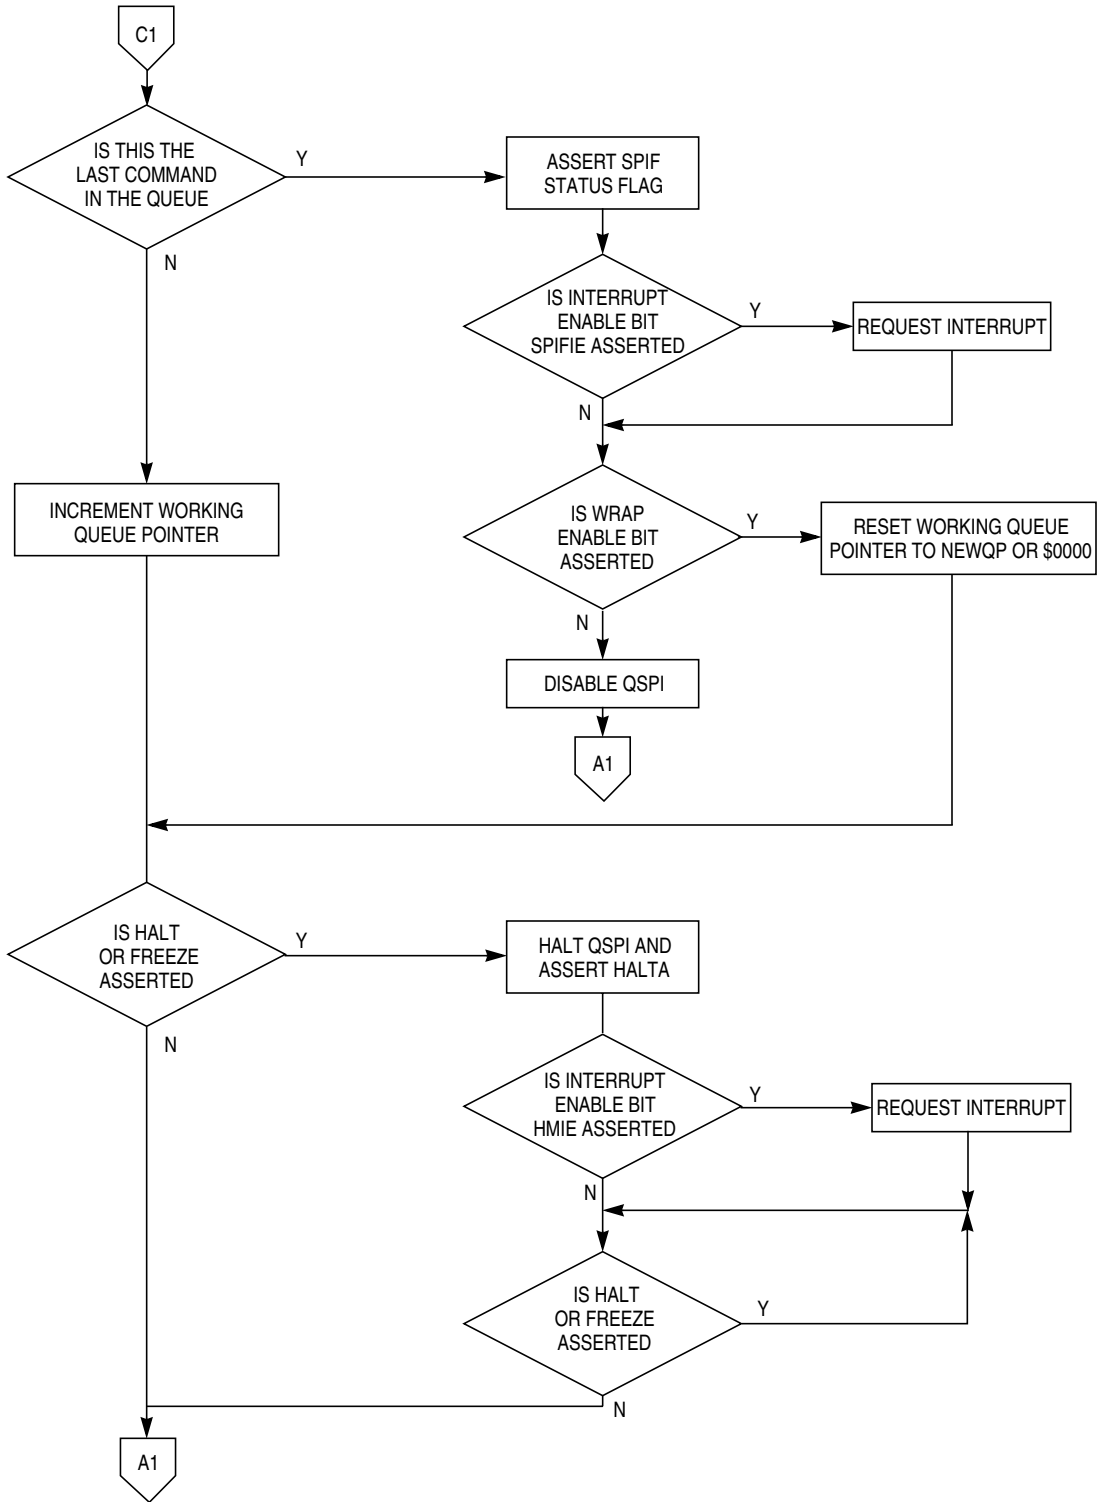 C1
IS THIS THE
LAST COMMAND
IN THE QUEUE
Y
N
ASSERT SPIF
STATUS FLAG
IS INTERRUPT
ENABLE BIT
SPIFIE ASSERTED
Y
N
REQUEST INTERRUPT
INCREMENT WORKING
QUEUE POINTER
IS WRAP
ENABLE BIT
ASSERTED
Y
N
RESET WORKING QUEUE
POINTER TO NEWQP OR $0000
DISABLE QSPI
A1
IS HALT
OR FREEZE
ASSERTED
Y
N
HALT QSPI AND
ASSERT HALTA
IS INTERRUPT
ENABLE BIT
HMIE ASSERTED
Y
N
REQUEST INTERRUPT
IS HALT
OR FREEZE
ASSERTED
Y
N
A1